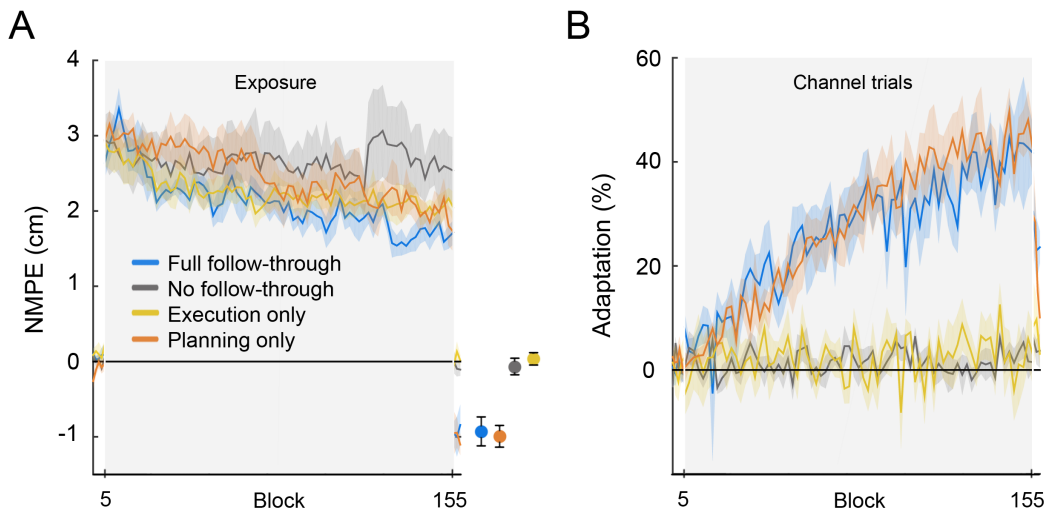 A
4
3
2
1
0
-1
NMPE (cm)
Exposure
Full follow-through
No follow-through
Execution only
Planning only
5
Block
155
B
60
40
20
0
Adaptation (%)
Channel trials
5
Block
155